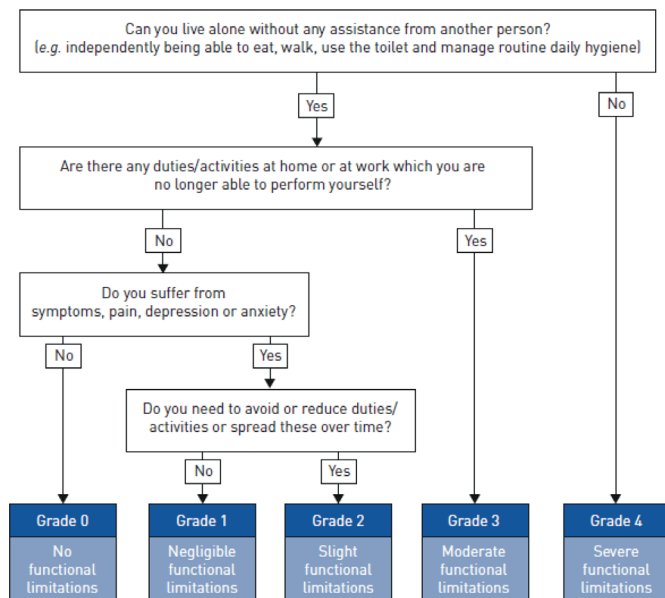 Can you live alone without any assistance from another person?
(e.g. independently being able to eat, walk, use the toilet and manage routine daily hygiene)
Yes
No
Are there any duties/activities at home or at work which you are
no longer able to perform yourself?
No
Yes
Do you suffer from
symptoms, pain, depression or anxiety?
No
Yes
Do you need to avoid or reduce duties/
activities or spread these over time?
No
Yes
Grade 0
No
functional
limitations
Grade 1
Negligible
functional
limitations
Grade 2
Slight
functional
limitations
Grade 3
Moderate
functional
limitations
Grade 4
Severe
functional
limitations